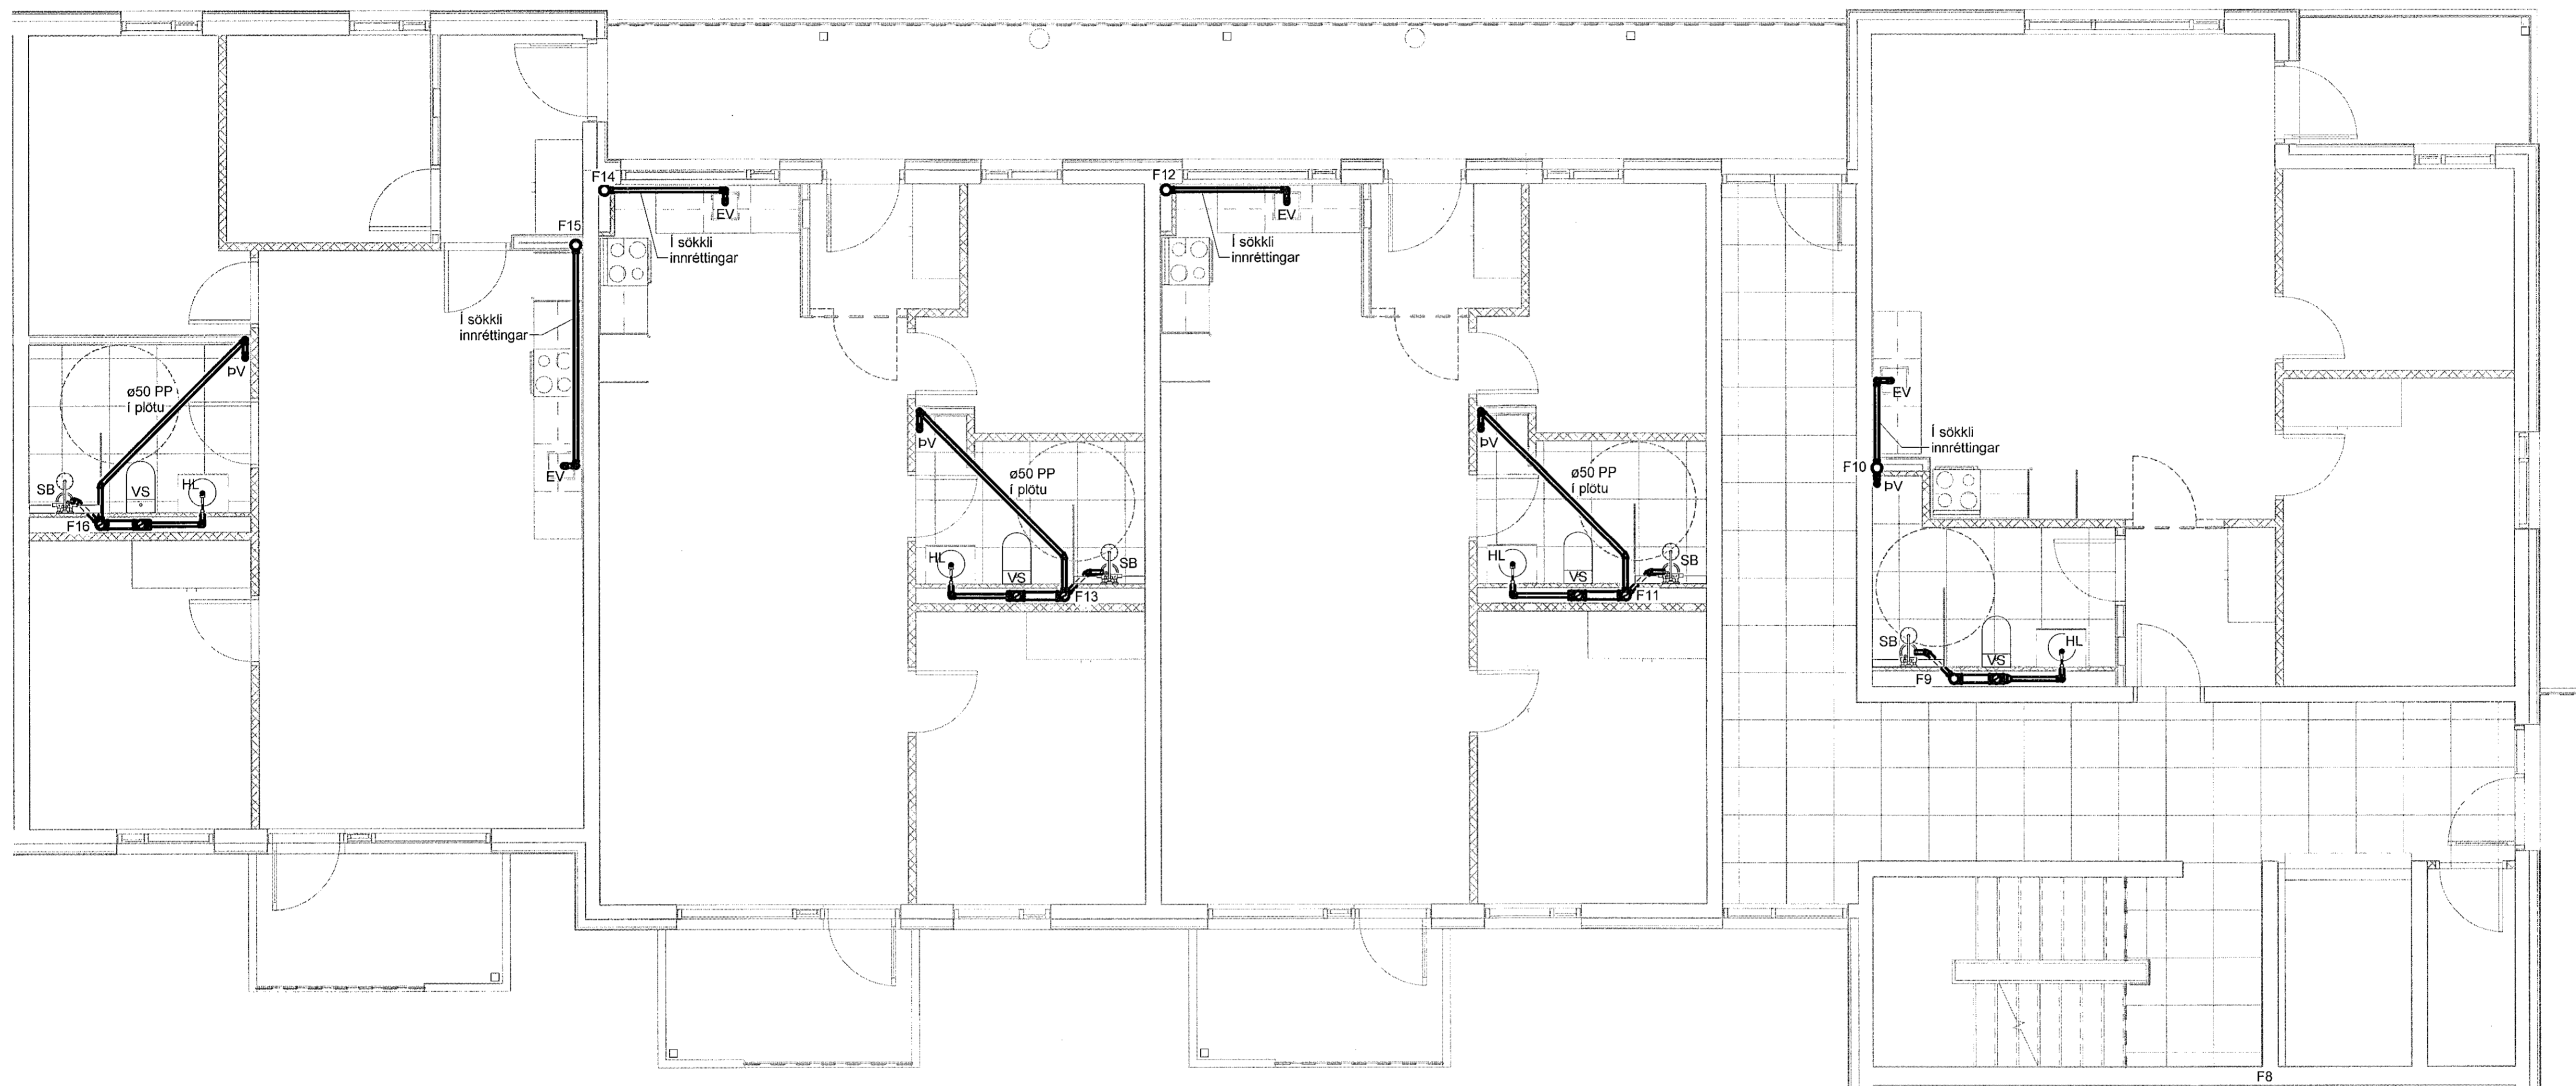 F14
EV
Í sökkli
innréttingar
F15
Í sökkli
innréttingar
EV
ÞV
ø50 PP
í plötu
SB
VS
HL
F16
ÞV
ø50 PP
í plötu
HL
VS
SB
F13
F12
EV
Í sökkli
innréttingar
ÞV
ø50 PP
í plötu
HL
VS
SB
F11
EV
Í sökkli
innréttingar
F10
ÞV
SB
VS
HL
F9
F8